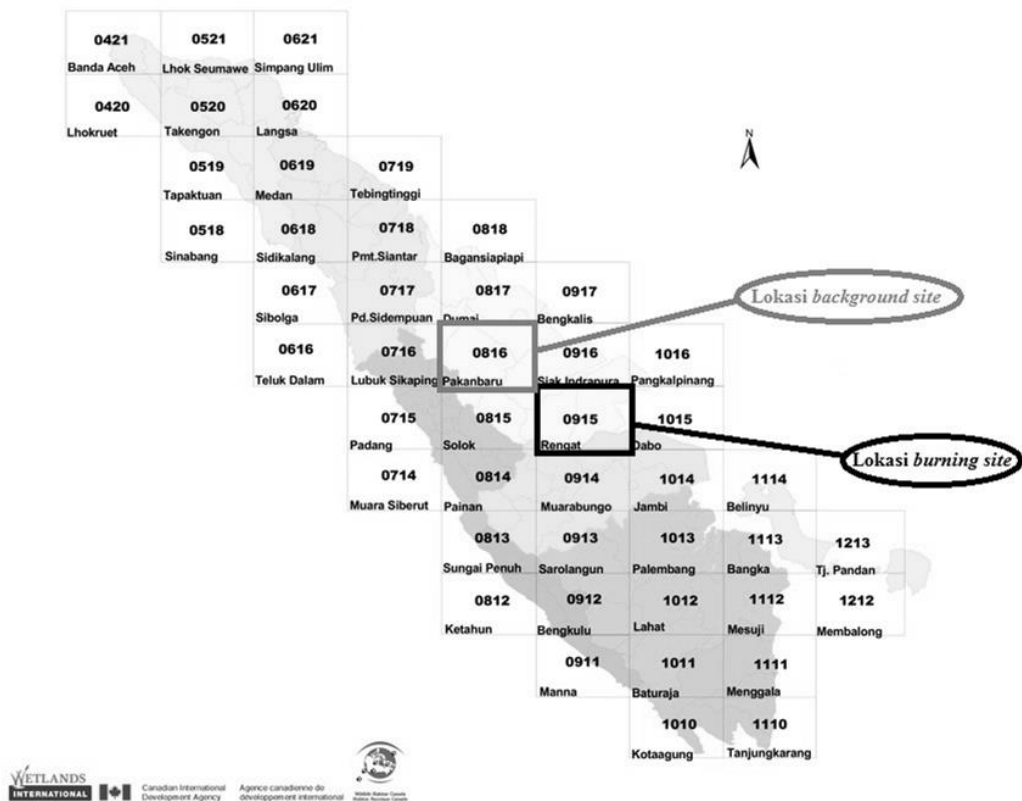 0421 0521 0621
Banda Aceh Lhok Seumawe Simpang Ulim
0420 0520 0620
Lhokruet Takengon Langsa
N
0519 0619 0719
Tapaktuan Medan Tebingtinggi
0518 0618 0718 0818
Sinabang Sidikalang Pmt.Siantar Bagansiapiapi
0617 0717 0817 0917
Lokasi background site
Sibolga Pd.Sidempuan Dumai Bengkalis
0616 0716 0816 0916 1016
Teluk Dalam Lubuk Sikaping Pakanbaru Siak Indrapura Pangkalpinang
0715 0815 0915 1015
Padang Solok Rengat Dabo
Lokasi burning site
0714 0814 0914 1014 1114
Muara Siberut Painan Muarabungo Jambi Belinyu
0813 0913 1013 1113 1213
Sungai Penuh Sarolangun Palembang Bangka Tj. Pandan
0812 0912 1012 1112 1212
Ketahun Bengkulu Lahat Mesuji Membalong
0911 1011 1111
Manna Baturaja Menggala
1010 1110
Kotaagung Tanjungkarang
WETLANDS
INTERNATIONAL
Canadian International
Development Agency
Agence canadienne de
développement international
Wildlife Habitat Canada
Habitat Faunique Canada